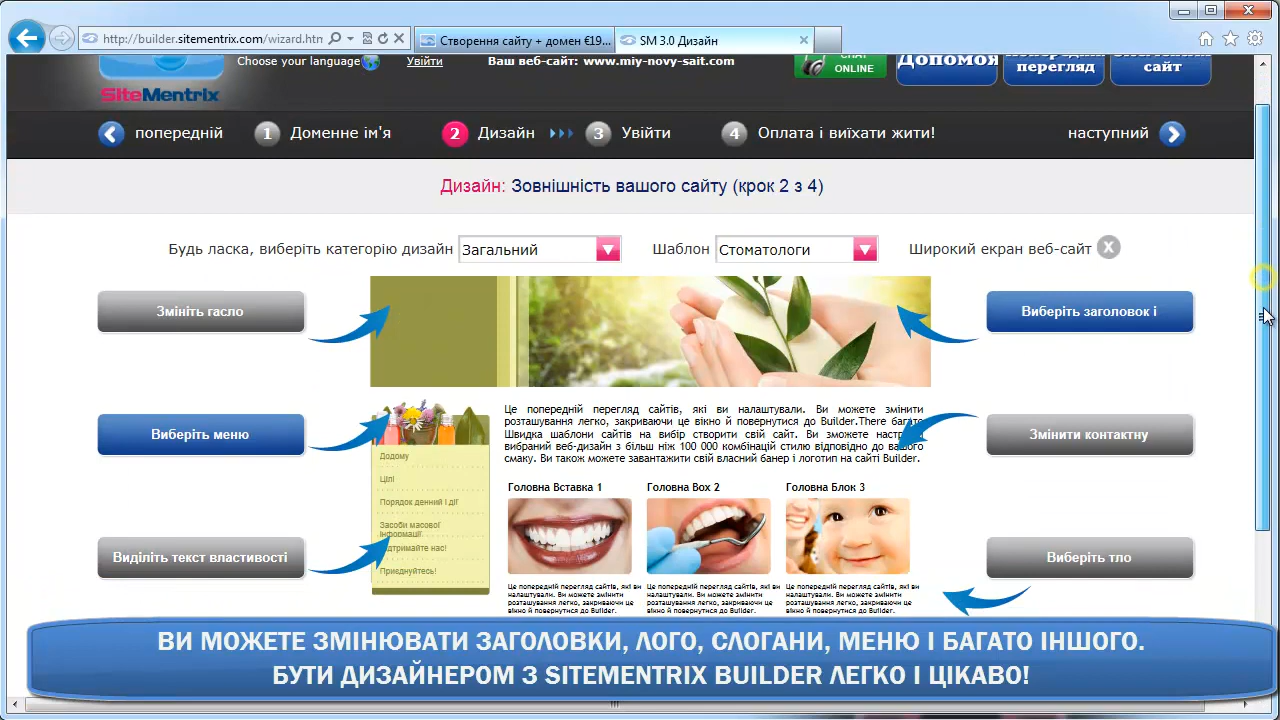 http://builder.sitementrix.com/wizard.htm
Створення сайту + домен €19...
SM 3.0 Дизайн
SiteMentrix
Choose your language
Увійти
Ваш веб-сайт: www.miy-novy-sait.com
ONLINE
перегляд
сайт
попередній
1 Доменне ім'я
2 Дизайн
3 Увійти
4 Оплата і виїхати жити!
наступний
Дизайн: Зовнішність вашого сайту (крок 2 з 4)
Будь ласка, виберіть категорію дизайн
Загальний
Шаблон
Стоматологи
Широкий екран веб-сайт
Змініть гасло
Виберіть заголовок і
Виберіть меню
Змінити контактну
Виділіть текст властивості
Виберіть тло
Додому
Цілі
Порядок денний і дії
Засоби масової
інформації
ідтримайте нас!
Приєднуйтесь!
Це попередній перегляд сайтів, які ви налаштували. Ви можете змінити
розташування легко, закриваючи це вікно й повернутися до Builder.There багато
Швидка шаблони сайтів на вибір створити свій сайт. Ви зможете настро
вибраний веб-дизайн з більш ніж 100 000 комбінацій стилю відповідно до вашого
смаку. Ви також можете завантажити свій власний банер і логотип на сайті Builder.
Головна Вставка 1
Головна Box 2
Головна Блок 3
Це попередній перегляд сайтів, які ви
налаштували. Ви можете змінити
розташування легко, закриваючи це
вікно й повернутися до Builder.
Це попередній перегляд сайтів, які ви
налаштували. Ви можете змінити
розташування легко, закриваючи це
вікно й повернутися до Builder.
Це попередній перегляд сайтів, які ви
налаштували. Ви можете змінити
розташування легко, закриваючи це
вікно й повернутися до Builder.
ВИ МОЖЕТЕ ЗМІНЮВАТИ ЗАГОЛОВКИ, ЛОГО, СЛОГАНИ, МЕНЮ І БАГАТО ІНШОГО.
БУТИ ДИЗАЙНЕРОМ З SITEMENTRIX BUILDER ЛЕГКО І ЦІКАВО!